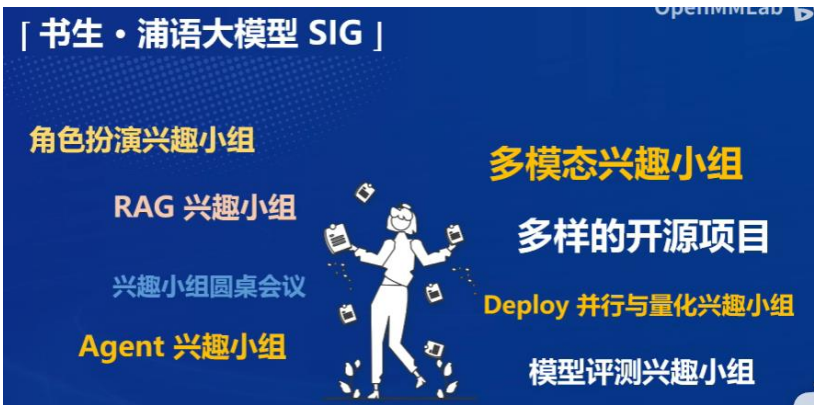 OpenMMLab
「书生·浦语大模型 SIG」
角色扮演兴趣小组
RAG 兴趣小组
兴趣小组圆桌会议
Agent 兴趣小组
多模态兴趣小组
多样的开源项目
Deploy 并行与量化兴趣小组
模型评测兴趣小组